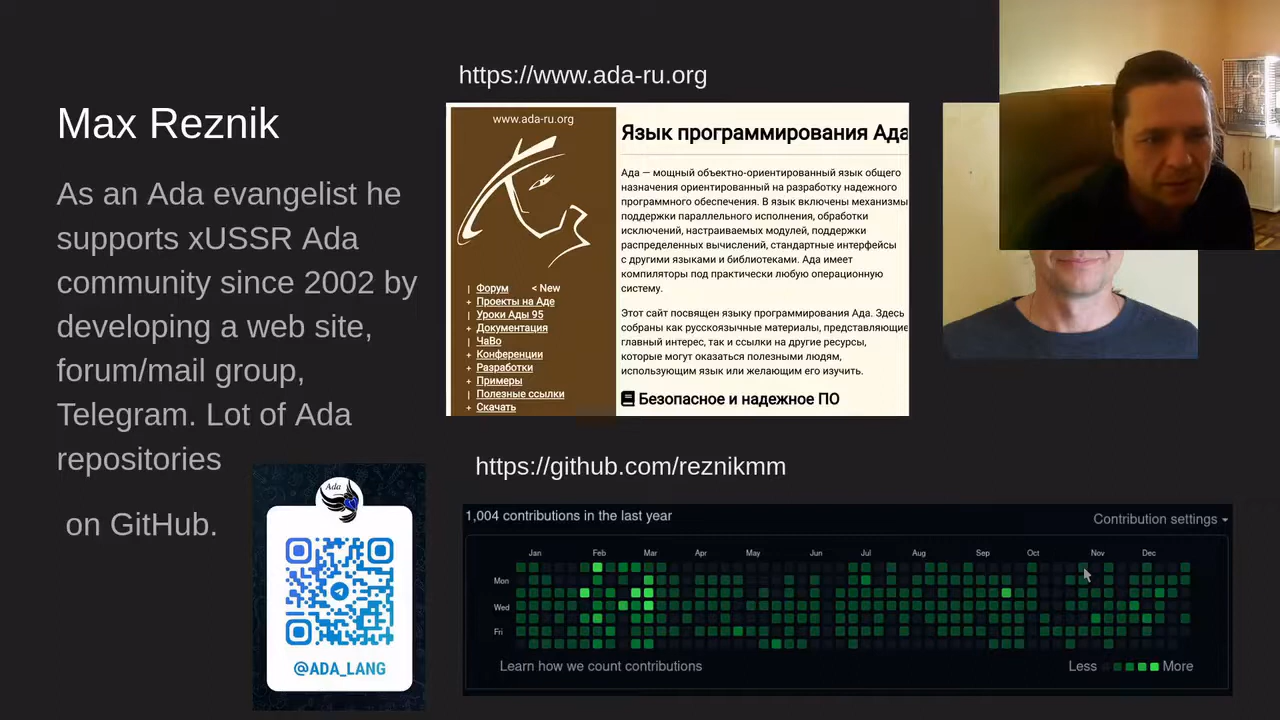 Max Reznik
As an Ada evangelist he
supports xUSSR Ada
community since 2002 by
developing a web site,
forum/mail group,
Telegram. Lot of Ada
repositories
on GitHub.
Ada
@ADA_LANG
https://www.ada-ru.org
www.ada-ru.org
| Форум < New
+ Проекты на Аде
+ Уроки Ады 95
+ Документация
| ЧаВо
+ Конференции
+ Разработки
+ Примеры
| Полезные ссылки
+ Скачать
Язык программирования Ада
Ада — мощный объектно-ориентированный язык общего
назначения ориентированный на разработку надежного
программного обеспечения. В язык включены механизмы
поддержки параллельного исполнения, обработки
исключений, настраиваемых модулей, поддержки
распределенных вычислений, стандартные интерфейсы
с другими языками и библиотеками. Ада имеет
компиляторы под практически любую операционную
систему.
Этот сайт посвящен языку программирования Ада. Здесь
собраны как русскоязычные материалы, представляющие
главный интерес, так и ссылки на другие ресурсы,
которые могут оказаться полезными людям,
использующим язык или желающим его изучить.
Безопасное и надежное ПО
https://github.com/reznikmm
1,004 contributions in the last year
Contribution settings
Jan Feb Mar Apr May Jun Jul Aug Sep Oct Nov Dec
Mon
Wed
Fri
Learn how we count contributions
Less More